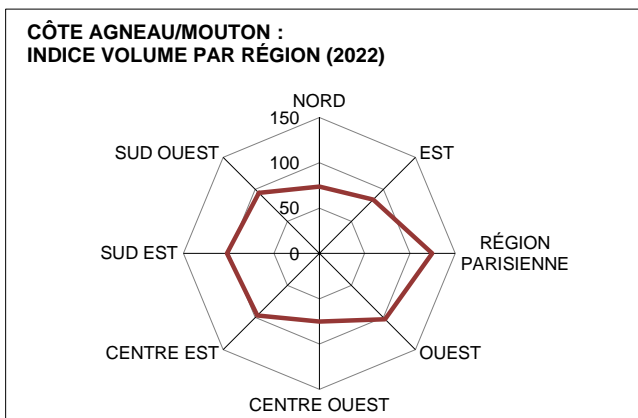 CÔTE AGNEAU/MOUTON :
INDICE VOLUME PAR RÉGION (2022)
NORD
150
SUD OUEST
EST
100
50
SUD EST
0
RÉGION
PARISIENNE
CENTRE EST
OUEST
CENTRE OUEST